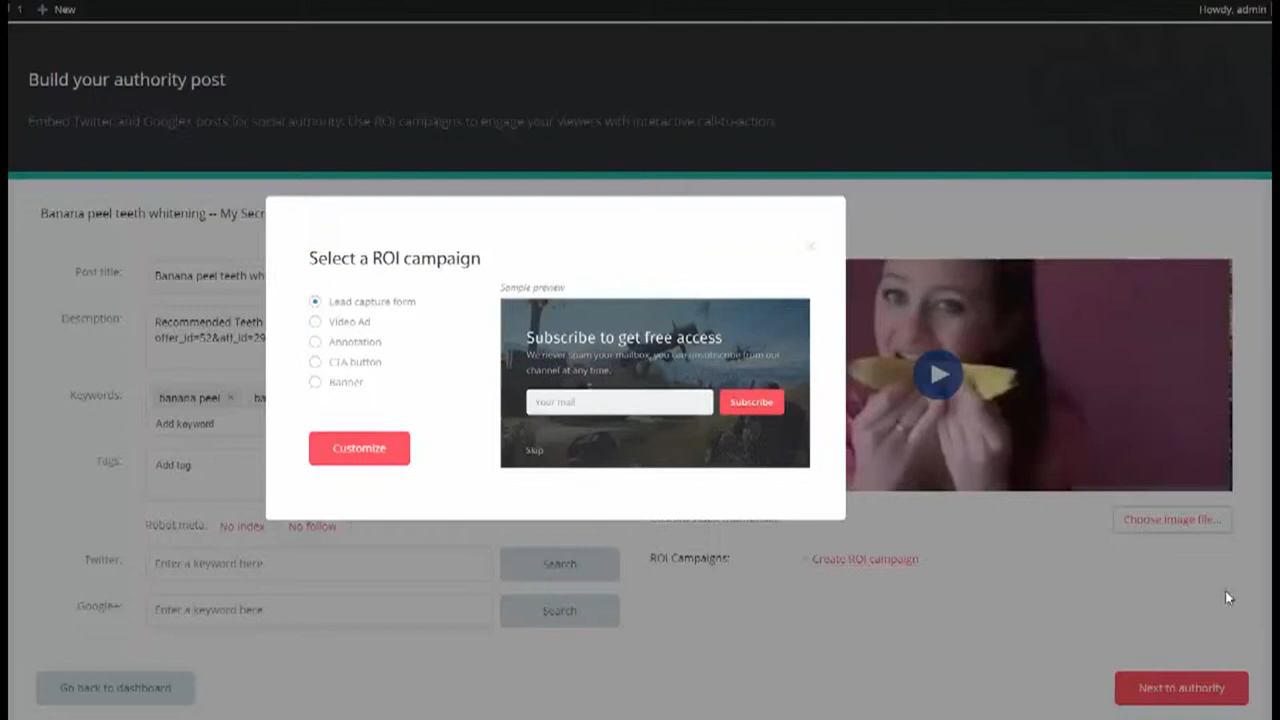 1 + New
Howdy, admin
Build your authority post
Embed Twitter and Google+ posts for social authority. Use ROI campaigns to engage your viewers with interactive call-to-action.
Banana peel teeth whitening -- My Secr
Post title:
Banana peel teeth wh
Description:
Recommended Teeth
offer_id=52&aff_id=29
Keywords:
banana peel × ba
Add keyword
Tags:
Add tag
Robot meta: No index No follow
Twitter:
Enter a keyword here
Search
Google+:
Enter a keyword here
Search
Go back to dashboard
Select a ROI campaign
Lead capture form
Video Ad
Annotation
CTA button
Banner
Customize
Sample preview
Subscribe to get free access
We never spam your mailbox, you can unsubscribe from out
channel at any time.
Your mail
Subscribe
Skip
Choose image file...
ROI Campaigns:
Create ROI campaign
Next to authority